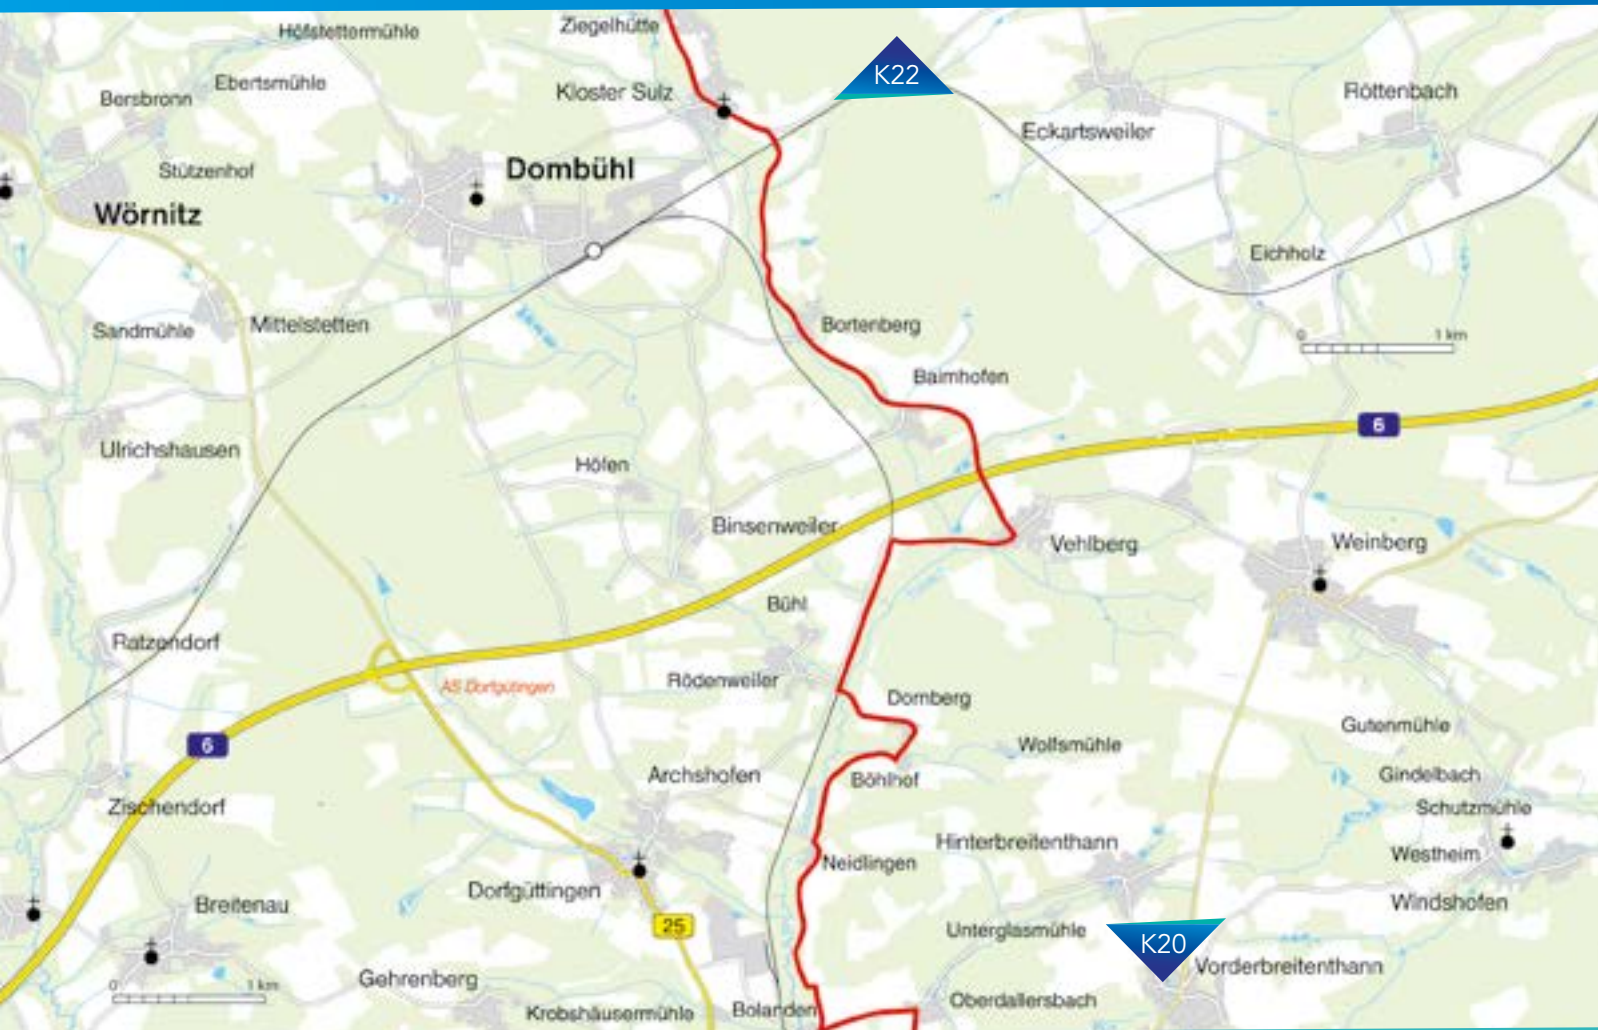 Höfstettermühle
Ziegelhütte
K22
Ebertsmühle
Bersbronn
Kloster Sulz
Röttenbach
Eckartsweiler
Stützenhof
Dombühl
Wörnitz
Eichholz
Sandmühle
Mittelstetten
Bortenberg
0 1 km
Baimhofen
6
Ulrichshausen
Höfen
Binsenweiler
Vehlberg
Weinberg
Bühl
Ratzendorf
Rödenweiler
AS Dorfgütingen
Dornberg
6
Wolfsmühle
Gutenmühle
Archshofen
Böhlhof
Gindelbach
Zischendorf
Schutzmühle
Hinterbreitenthann
Neidlingen
Westheim
Dorfgüttingen
Breitenau
Windshofen
25
Unterglasmühle
K20
Vorderbreitenthann
Gehrenberg
0 1 km
Oberdallersbach
Krobshäusermühle
Bolanden